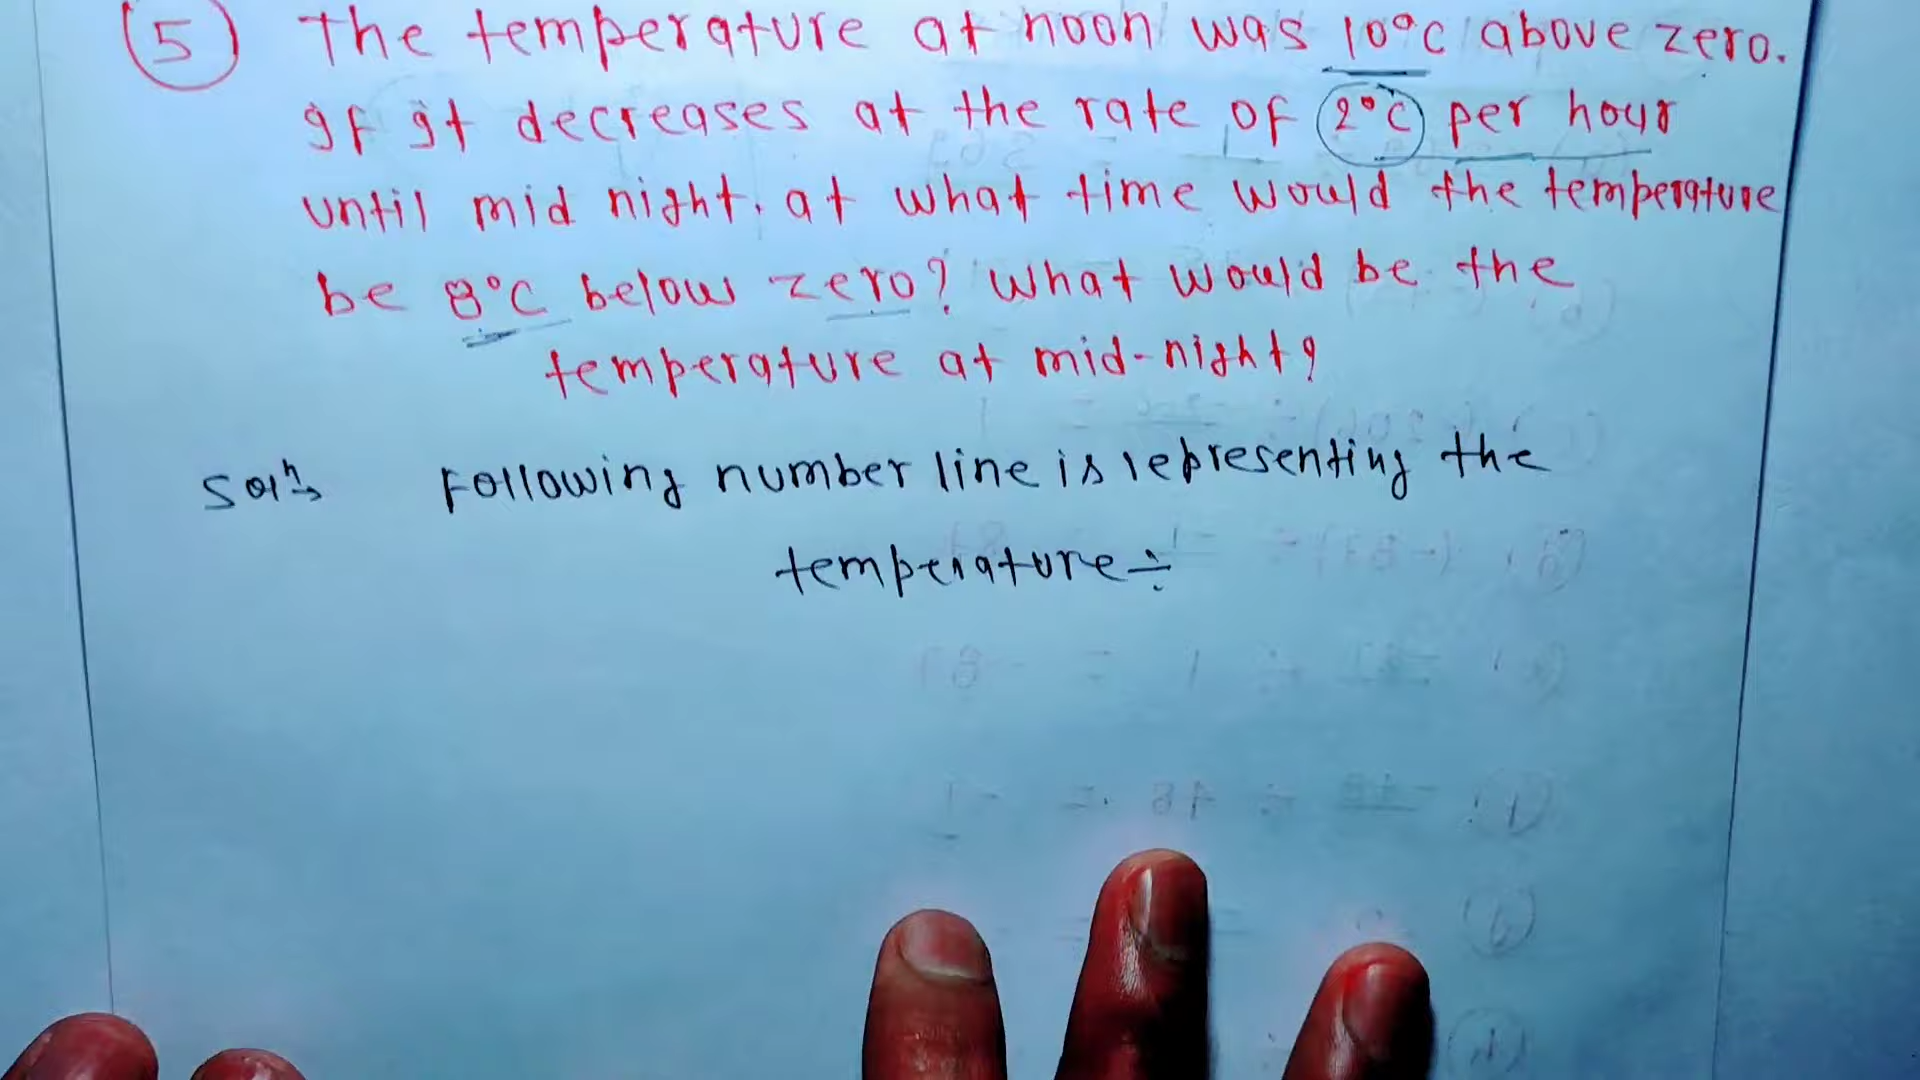 5 The temperature at noon was 10°C above zero.
If It decreases at the rate of 2°C per hour
until mid night. at what time would the temperature
be 8°C below zero? What would be the
temperature at mid-night?
Solⁿ→ Following number line is representing the
temperature÷